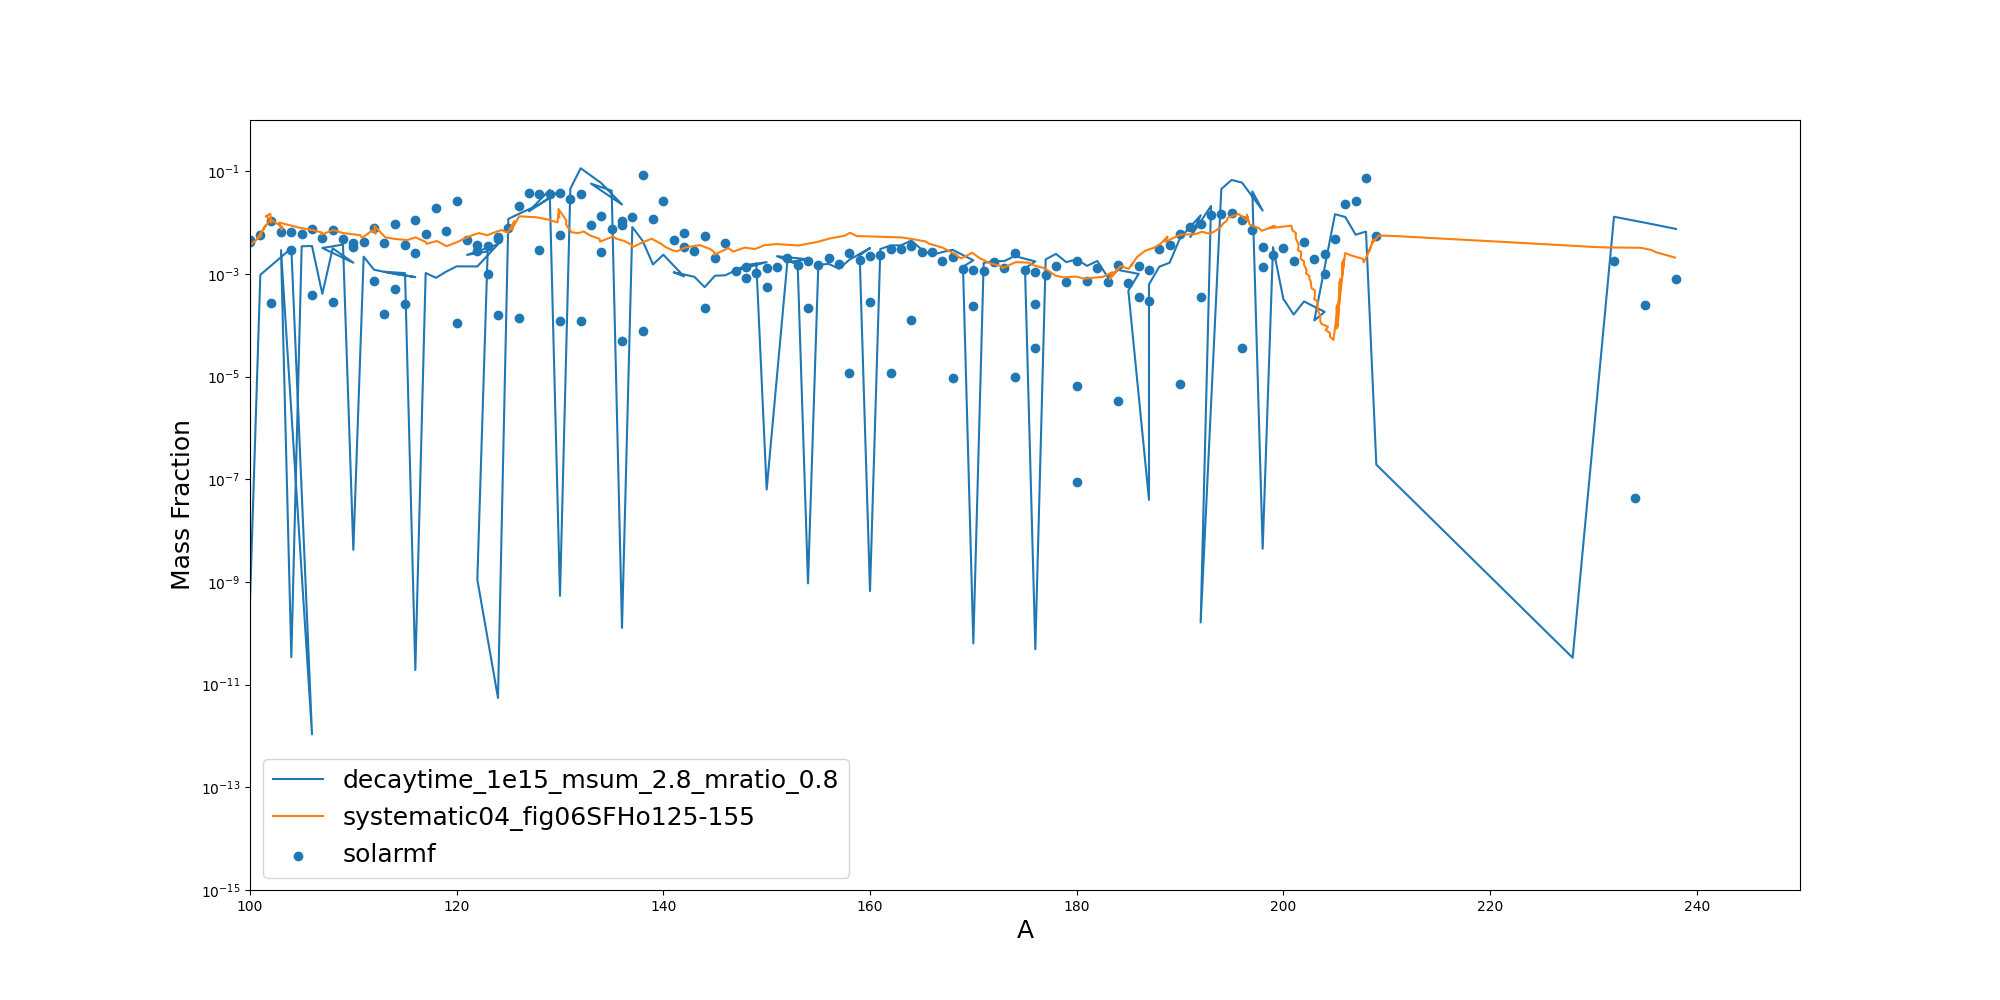 10^-1
10^-3
10^-5
10^-7
10^-9
10^-11
10^-13
10^-15
Mass Fraction
decaytime_1e15_msum_2.8_mratio_0.8
systematic04_fig06SFHo125-155
solarmf
100 120 140 160 180 200 220 240
A